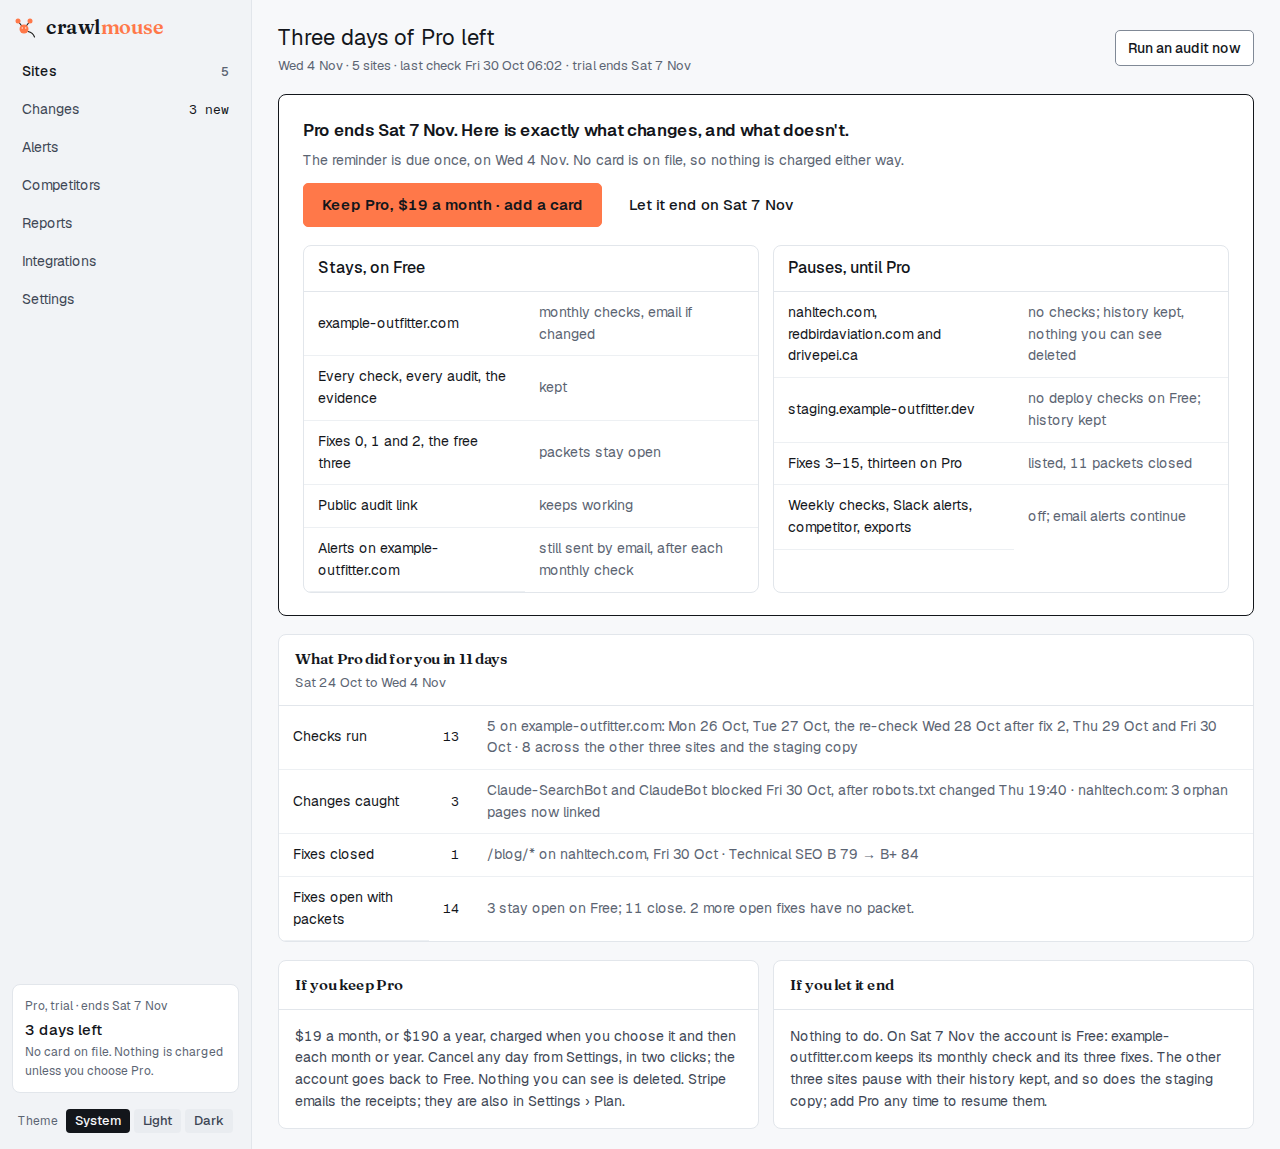 crawlmouse
Sites 5
Changes 3 new
Alerts
Competitors
Reports
Integrations
Settings
Pro, trial · ends Sat 7 Nov
3 days left
No card on file. Nothing is charged
unless you choose Pro.
Theme System Light Dark
Three days of Pro left
Wed 4 Nov · 5 sites · last check Fri 30 Oct 06:02 · trial ends Sat 7 Nov
Run an audit now
Pro ends Sat 7 Nov. Here is exactly what changes, and what doesn't.
The reminder is due once, on Wed 4 Nov. No card is on file, so nothing is charged either way.
Keep Pro, $19 a month · add a card
Let it end on Sat 7 Nov
Stays, on Free
example-outfitter.com
monthly checks, email if
changed
Every check, every audit, the
evidence
kept
Fixes 0, 1 and 2, the free
three
packets stay open
Public audit link
keeps working
Alerts on example-
outfitter.com
still sent by email, after each
monthly check
Pauses, until Pro
nahltech.com,
redbirdaviation.com and
drivepei.ca
no checks; history kept,
nothing you can see
deleted
staging.example-outfitter.dev
no deploy checks on Free;
history kept
Fixes 3–15, thirteen on Pro
listed, 11 packets closed
Weekly checks, Slack alerts,
competitor, exports
off; email alerts continue
What Pro did for you in 11 days
Sat 24 Oct to Wed 4 Nov
Checks run
13
5 on example-outfitter.com: Mon 26 Oct, Tue 27 Oct, the re-check Wed 28 Oct after fix 2, Thu 29 Oct and Fri 30
Oct · 8 across the other three sites and the staging copy
Changes caught
3
Claude-SearchBot and ClaudeBot blocked Fri 30 Oct, after robots.txt changed Thu 19:40 · nahltech.com: 3 orphan
pages now linked
Fixes closed
1
/blog/* on nahltech.com, Fri 30 Oct · Technical SEO B 79 → B+ 84
Fixes open with
packets
14
3 stay open on Free; 11 close. 2 more open fixes have no packet.
If you keep Pro
$19 a month, or $190 a year, charged when you choose it and then
each month or year. Cancel any day from Settings, in two clicks; the
account goes back to Free. Nothing you can see is deleted. Stripe
emails the receipts; they are also in Settings › Plan.
If you let it end
Nothing to do. On Sat 7 Nov the account is Free: example-
outfitter.com keeps its monthly check and its three fixes. The other
three sites pause with their history kept, and so does the staging
copy; add Pro any time to resume them.